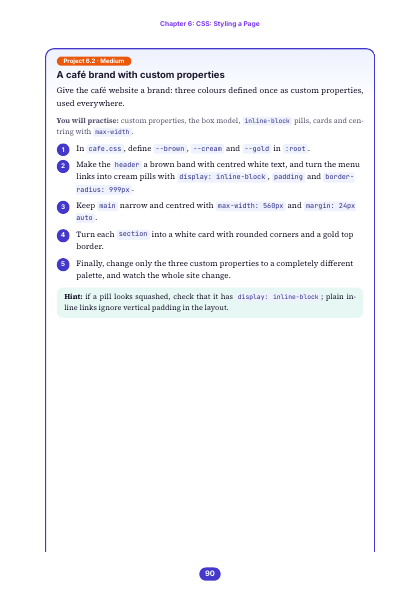 Chapter 6: CSS: Styling a Page
Project 6.2 · Medium
A café brand with custom properties
Give the café website a brand: three colours defined once as custom properties,
used everywhere.
You will practise: custom properties, the box model, inline-block pills, cards and cen-
tring with max-width.
1 In cafe.css, define --brown, --cream and --gold in :root.
2 Make the header a brown band with centred white text, and turn the menu
links into cream pills with display: inline-block, padding and border-
radius: 999px.
3 Keep main narrow and centred with max-width: 560px and margin: 24px
auto.
4 Turn each section into a white card with rounded corners and a gold top
border.
5 Finally, change only the three custom properties to a completely different
palette, and watch the whole site change.
Hint: if a pill looks squashed, check that it has display: inline-block; plain in-
line links ignore vertical padding in the layout.
90